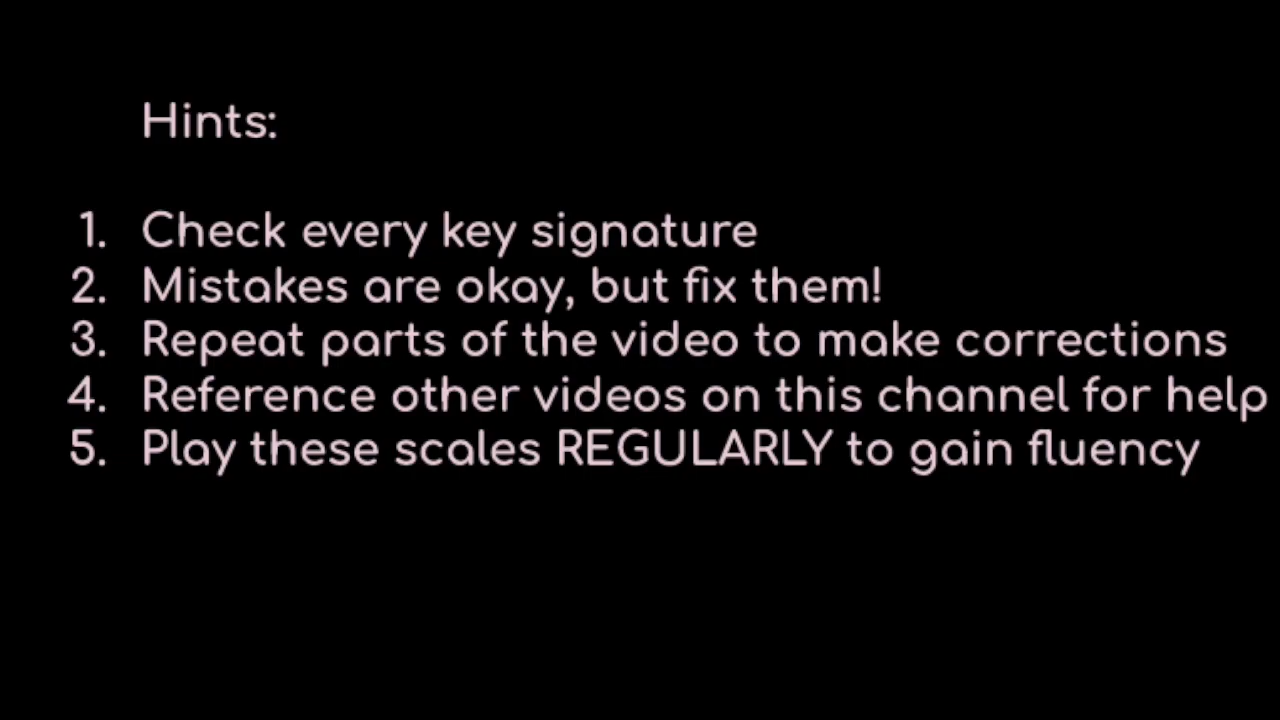 Hints:
1. Check every key signature
2. Mistakes are okay, but fix them!
3. Repeat parts of the video to make corrections
4. Reference other videos on this channel for help
5. Play these scales REGULARLY to gain fluency